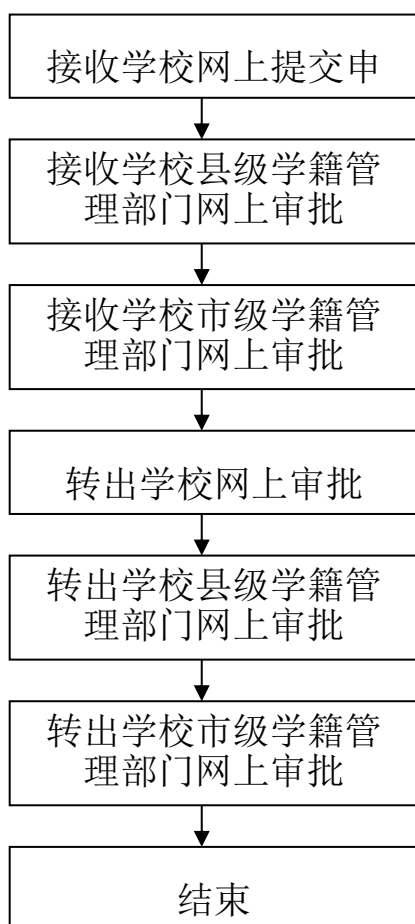 接收学校网上提交申
接收学校县级学籍管
理部门网上审批
接收学校市级学籍管
理部门网上审批
转出学校网上审批
转出学校县级学籍管
理部门网上审批
转出学校市级学籍管
理部门网上审批
结束